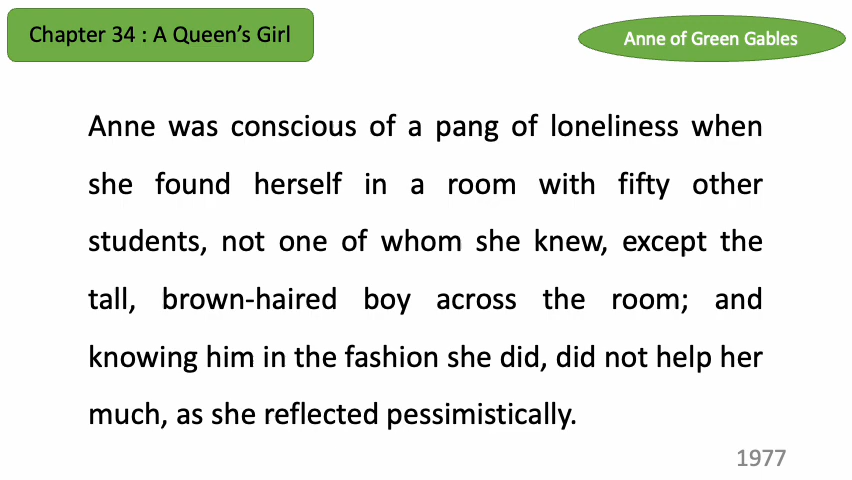 Chapter 34 : A Queen’s Girl
Anne of Green Gables
Anne was conscious of a pang of loneliness when
she found herself in a room with fifty other
students, not one of whom she knew, except the
tall, brown-haired boy across the room; and
knowing him in the fashion she did, did not help her
much, as she reflected pessimistically.
1977